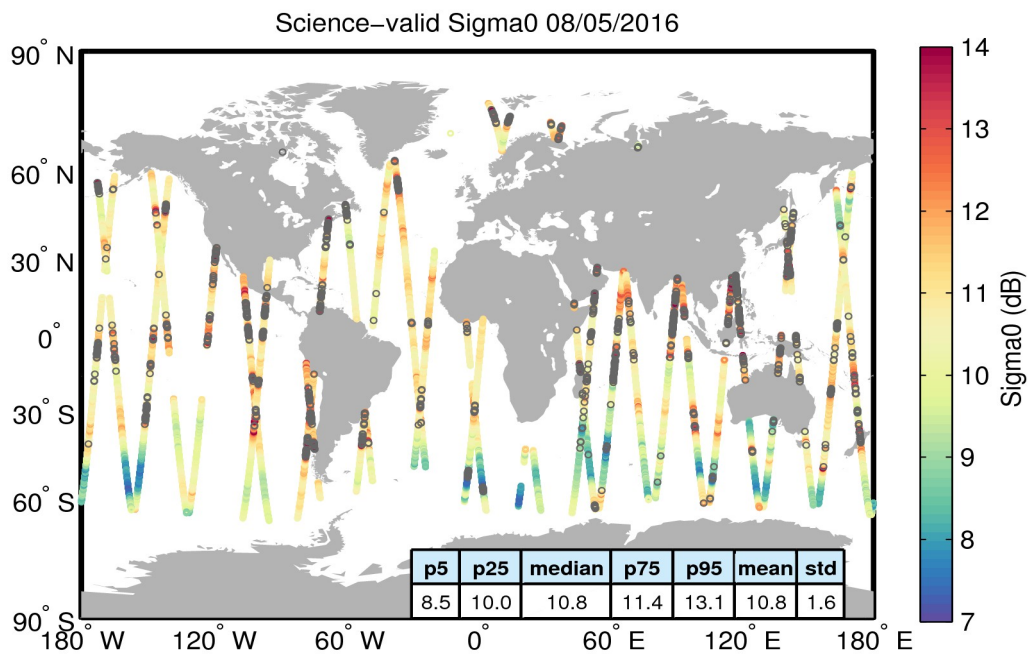 Science−valid Sigma0 08/05/2016
90° N
60° N
30° N
0°
30° S
60° S
90° S
180° W
120° W
60° W
0°
60° E
120° E
180° E
p5 p25 median p75 p95 mean std
8.5 10.0 10.8 11.4 13.1 10.8 1.6
14
13
12
11
10
9
8
7
Sigma0 (dB)